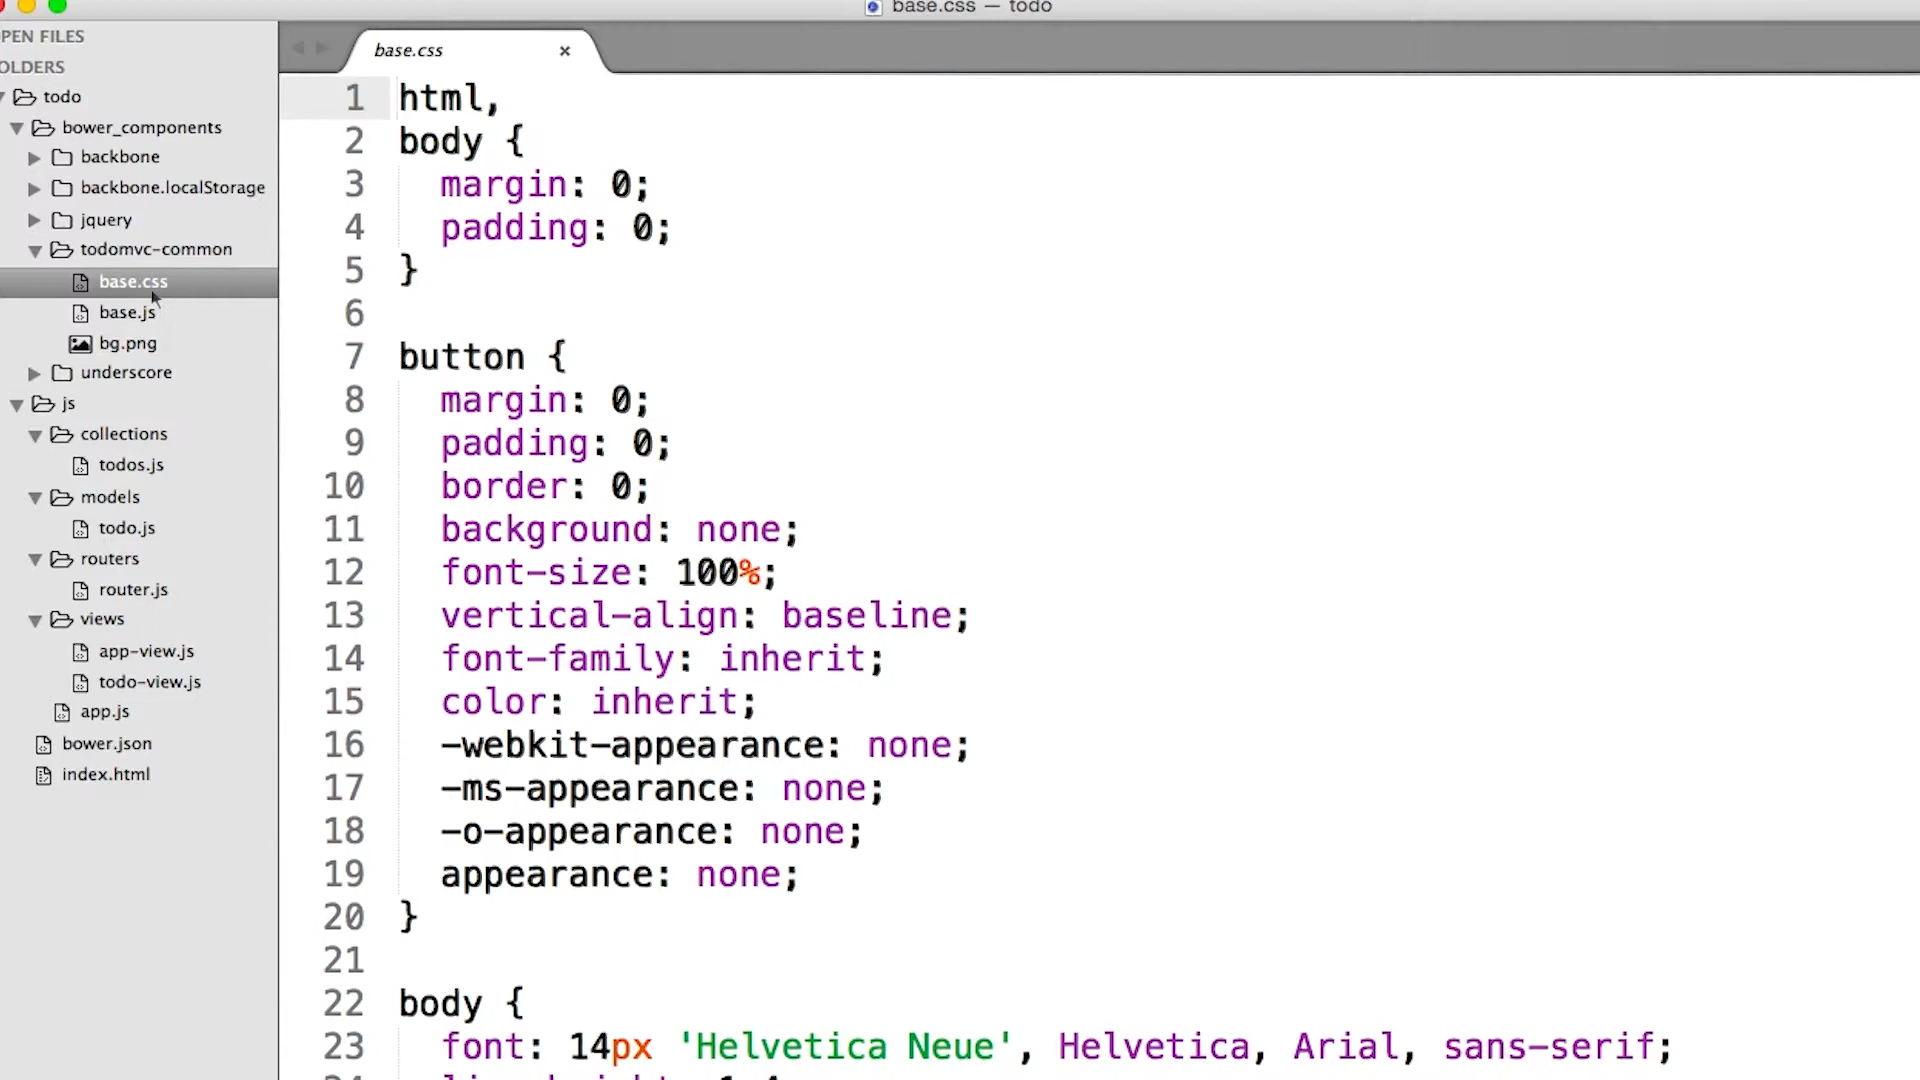 base.css — todo
PEN FILES
OLDERS
todo
bower_components
backbone
backbone.localStorage
jquery
todomvc-common
base.css
base.js
bg.png
underscore
js
collections
todos.js
models
todo.js
routers
router.js
views
app-view.js
todo-view.js
app.js
bower.json
index.html
base.css ×
1 html,
2 body {
3 margin: 0;
4 padding: 0;
5 }
6
7 button {
8 margin: 0;
9 padding: 0;
10 border: 0;
11 background: none;
12 font-size: 100%;
13 vertical-align: baseline;
14 font-family: inherit;
15 color: inherit;
16 -webkit-appearance: none;
17 -ms-appearance: none;
18 -o-appearance: none;
19 appearance: none;
20 }
21
22 body {
23 font: 14px 'Helvetica Neue', Helvetica, Arial, sans-serif;